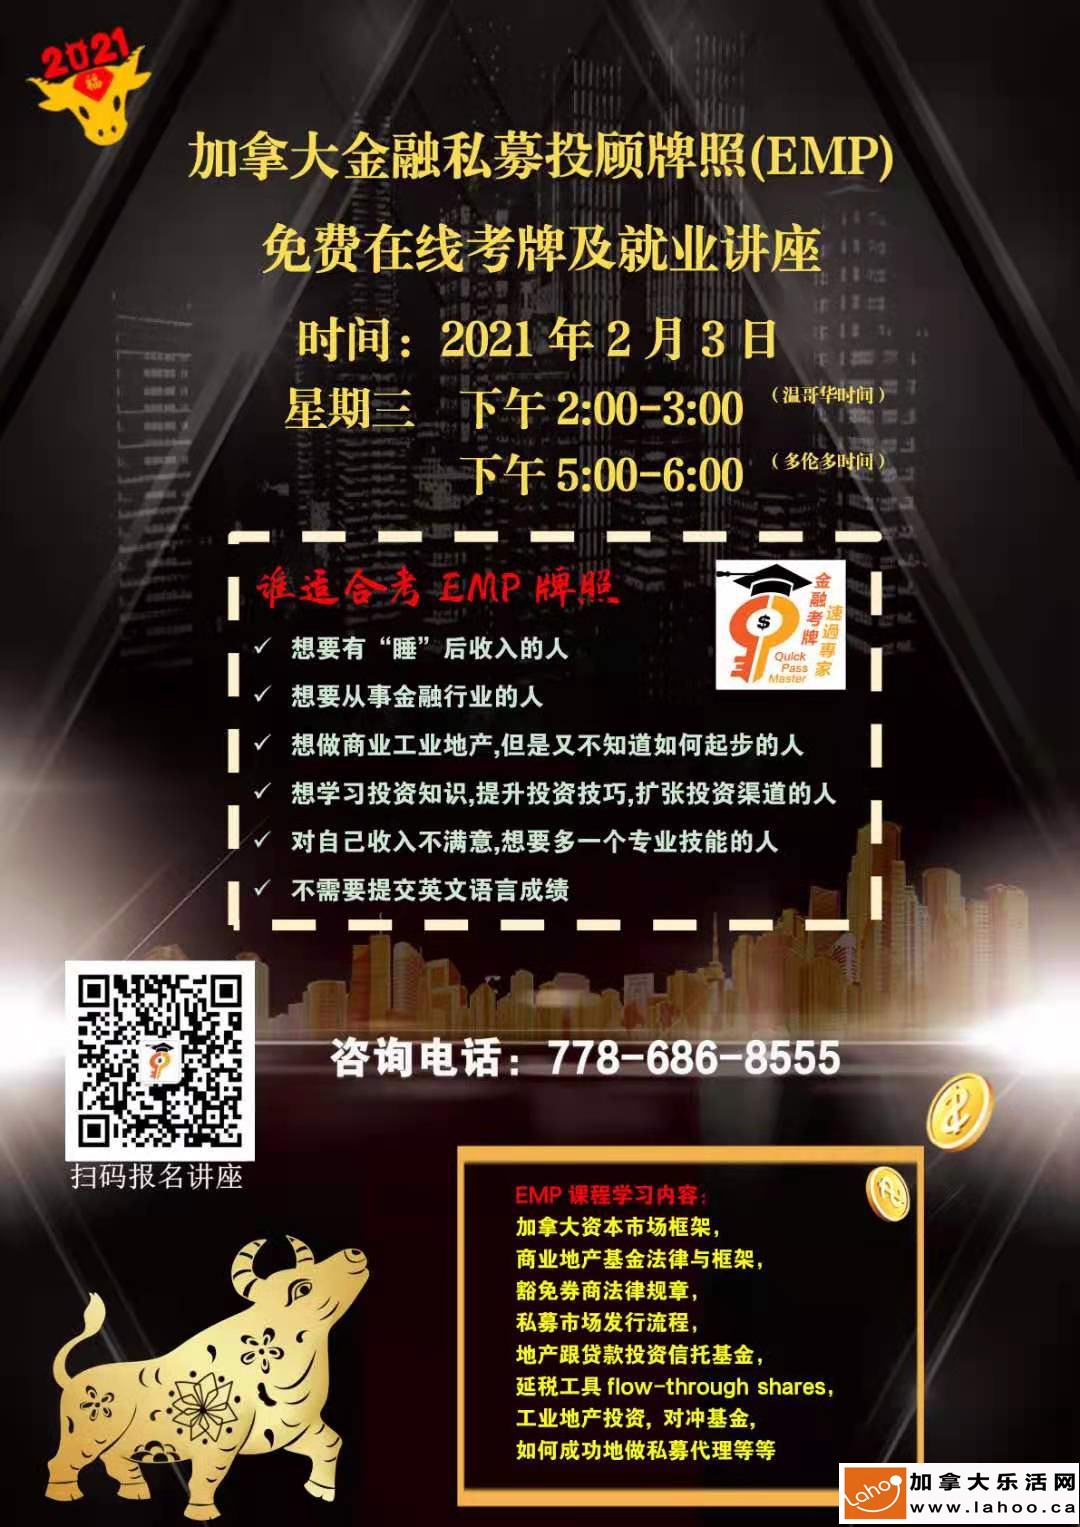 2021
福
加拿大金融私募投顾牌照(EMP)
免费在线考牌及就业讲座
时间：2021 年 2 月 3 日
星期三 下午 2:00-3:00 （温哥华时间）
下午 5:00-6:00 （多伦多时间）
谁适合考 EMP 牌照
✓ 想要有“睡”后收入的人
✓ 想要从事金融行业的人
✓ 想做商业工业地产,但是又不知道如何起步的人
✓ 想学习投资知识,提升投资技巧,扩张投资渠道的人
✓ 对自己收入不满意,想要多一个专业技能的人
✓ 不需要提交英文语言成绩
金融考牌
速過專家
$
Quick
Pass
Master
咨询电话：778-686-8555
扫码报名讲座
EMP 课程学习内容：
加拿大资本市场框架，
商业地产基金法律与框架，
豁免券商法律规章，
私募市场发行流程，
地产跟贷款投资信托基金，
延税工具 flow-through shares，
工业地产投资，对冲基金，
如何成功地做私募代理等等
Lahoo
加拿大乐活网
www.lahoo.ca